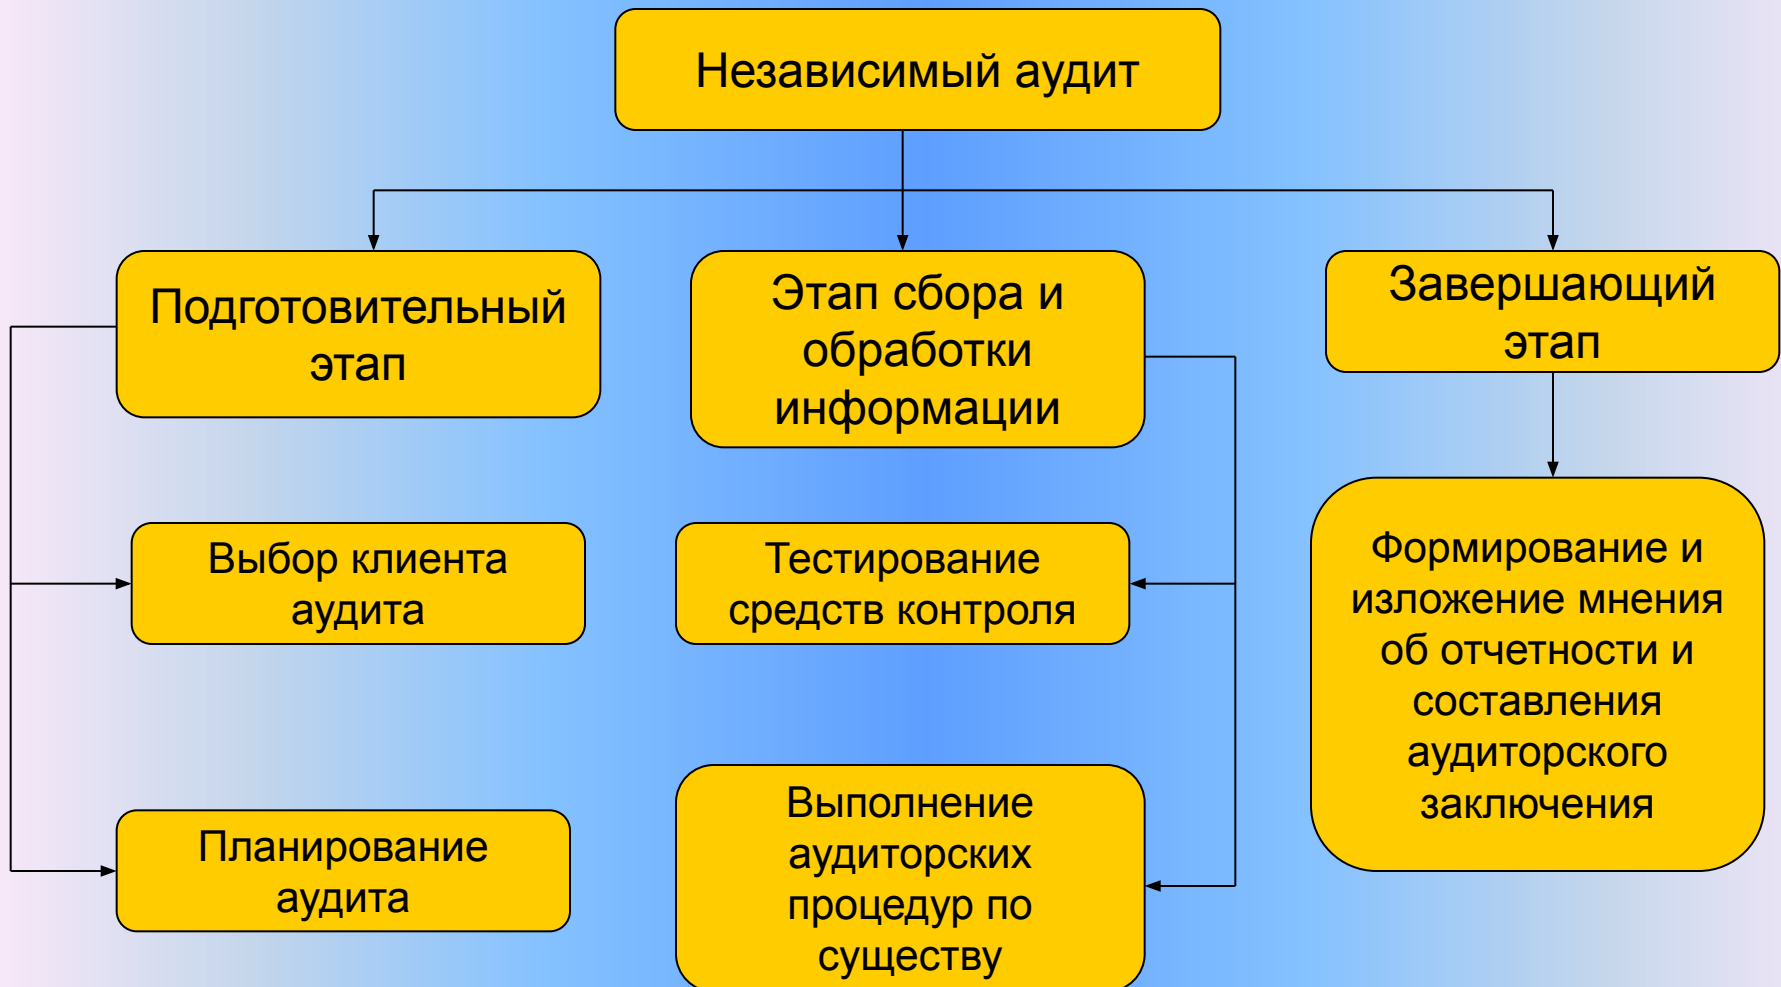 Независимый аудит
Подготовительный
этап
Этап сбора и
обработки
информации
Завершающий
этап
Выбор клиента
аудита
Тестирование
средств контроля
Формирование и
изложение мнения
об отчетности и
составления
аудиторского
заключения
Планирование
аудита
Выполнение
аудиторских
процедур по
существу